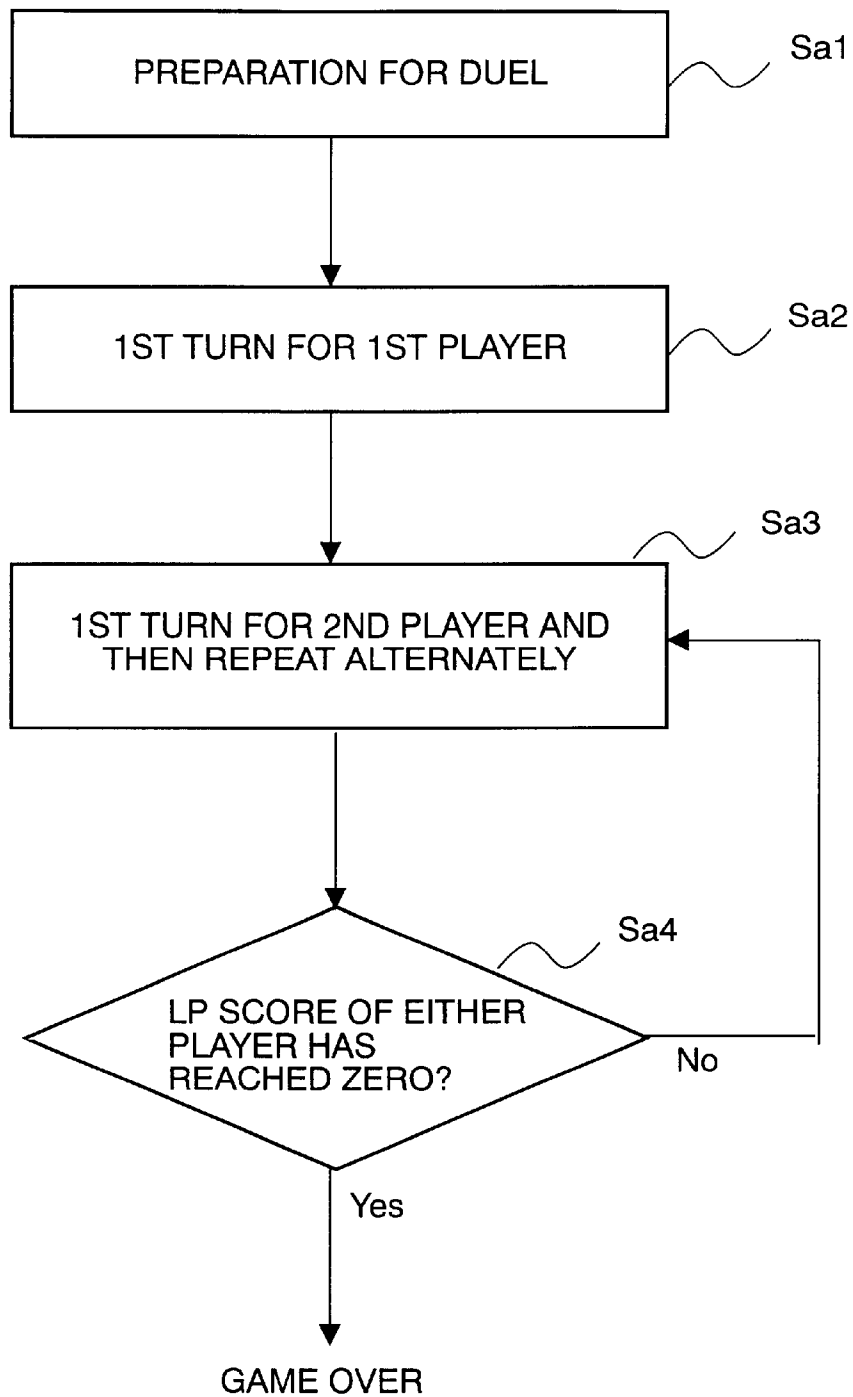 PREPARATION FOR DUEL
Sa1
1ST TURN FOR 1ST PLAYER
Sa2
Sa3
1ST TURN FOR 2ND PLAYER AND
THEN REPEAT ALTERNATELY
Sa4
LP SCORE OF EITHER
PLAYER HAS
REACHED ZERO?
No
Yes
GAME OVER